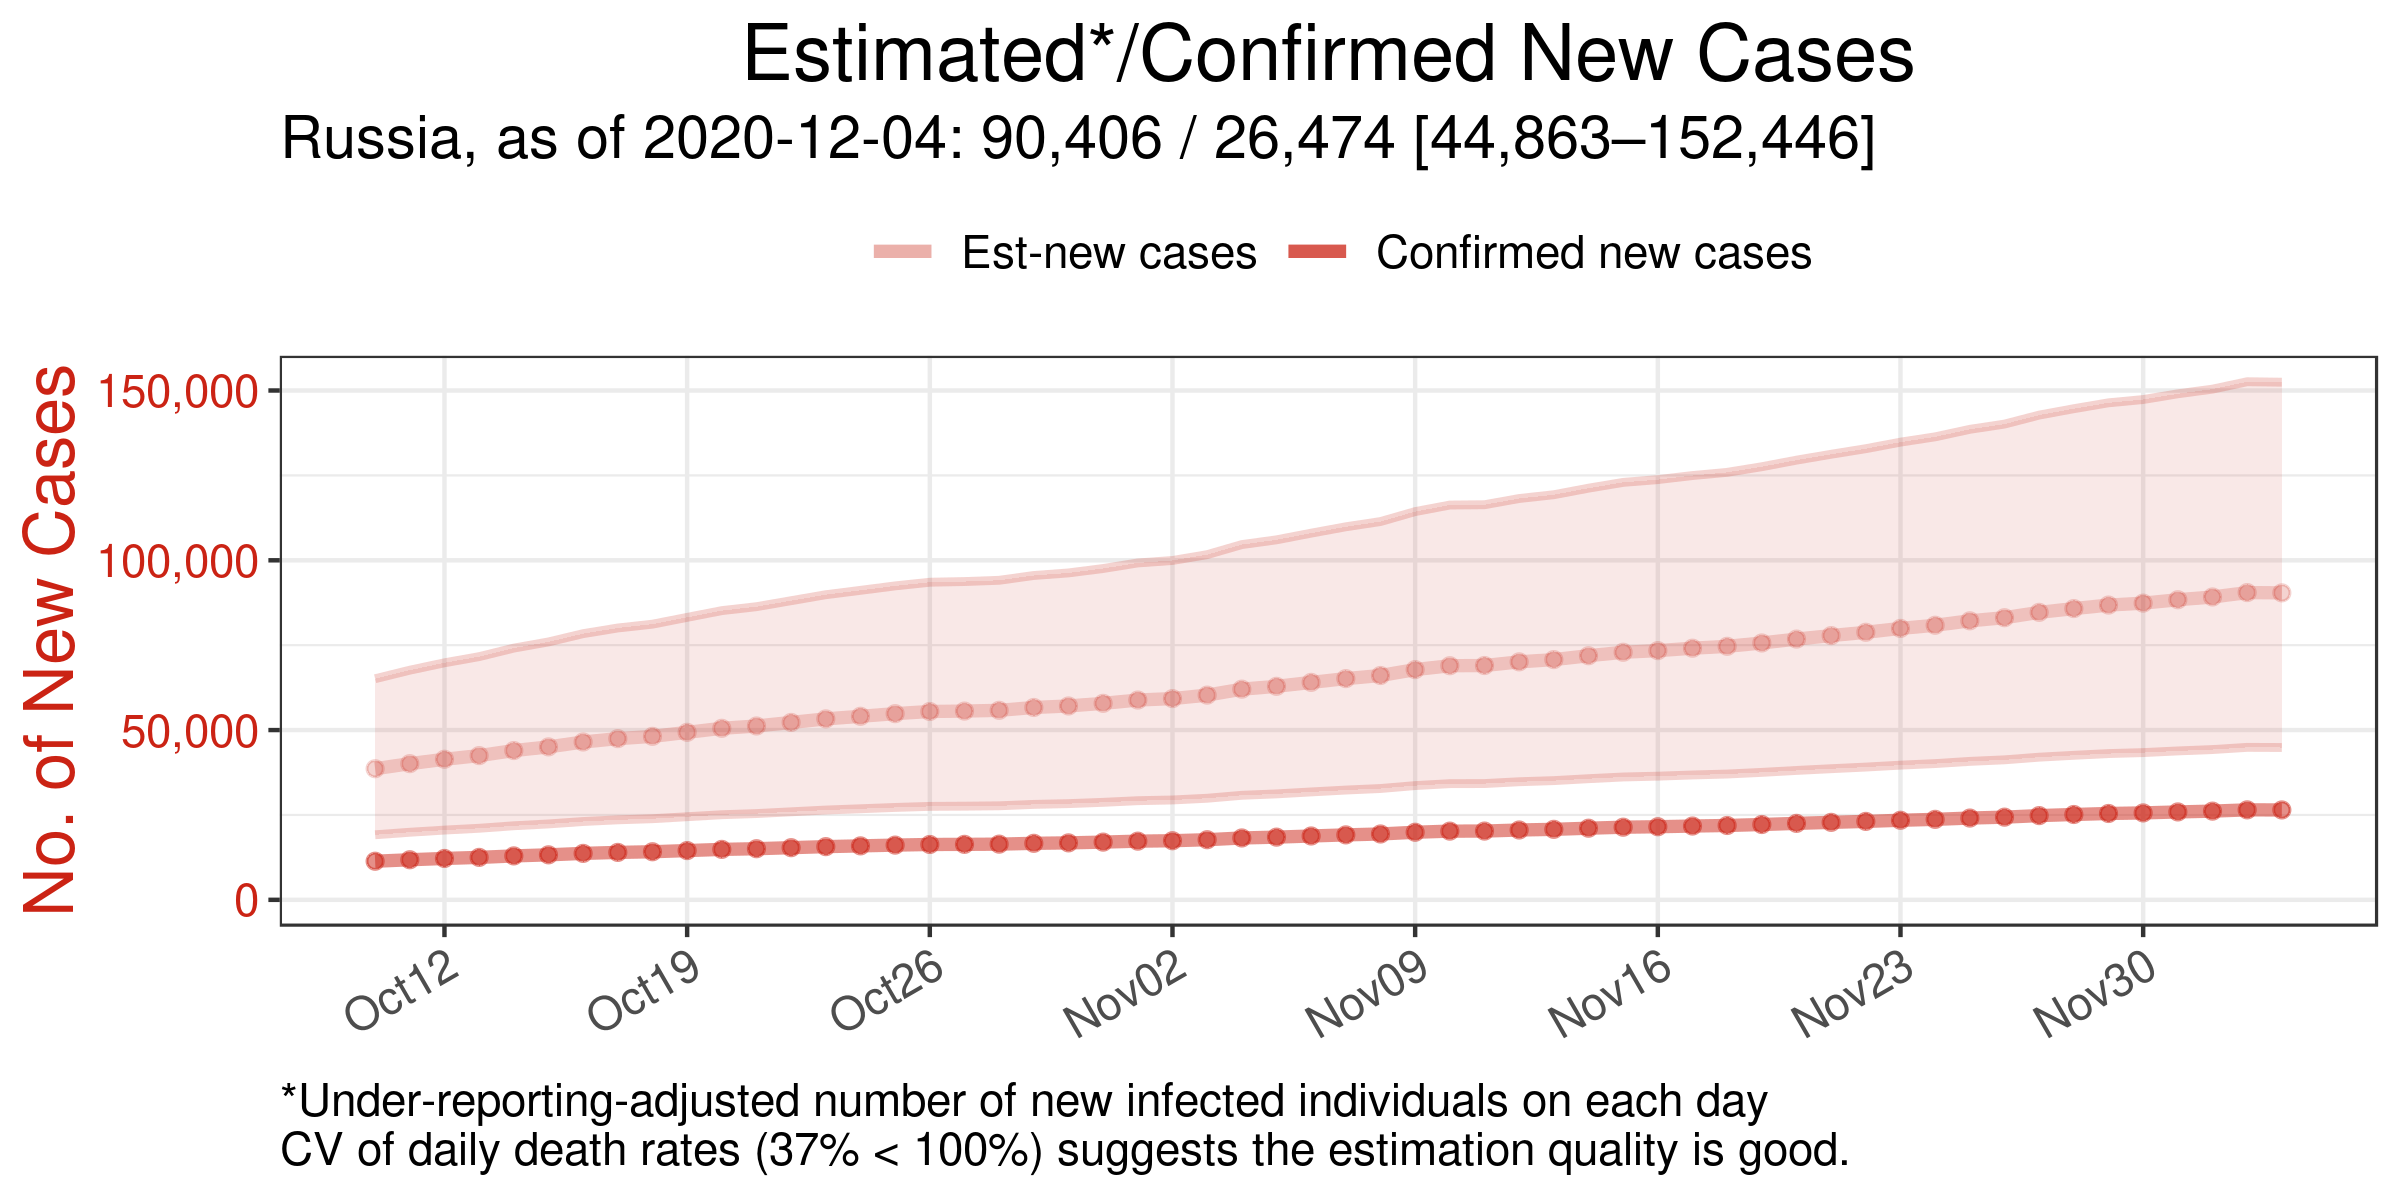 Estimated*/Confirmed New Cases
Russia, as of 2020-12-04: 90,406 / 26,474 [44,863–152,446]
Est-new cases Confirmed new cases
No. of New Cases
150,000
100,000
50,000
0
Oct12 Oct19 Oct26 Nov02 Nov09 Nov16 Nov23 Nov30
*Under-reporting-adjusted number of new infected individuals on each day
CV of daily death rates (37% < 100%) suggests the estimation quality is good.